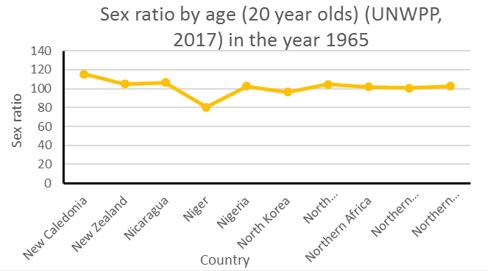 Sex ratio by age (20 year olds) (UNWPP,
2017) in the year 1965
140
120
100
80
60
40
20
0
Sex ratio
New Caledonia
New Zealand
Nicaragua
Niger
Nigeria
North Korea
North...
Northern Africa
Northern...
Northern...
Country